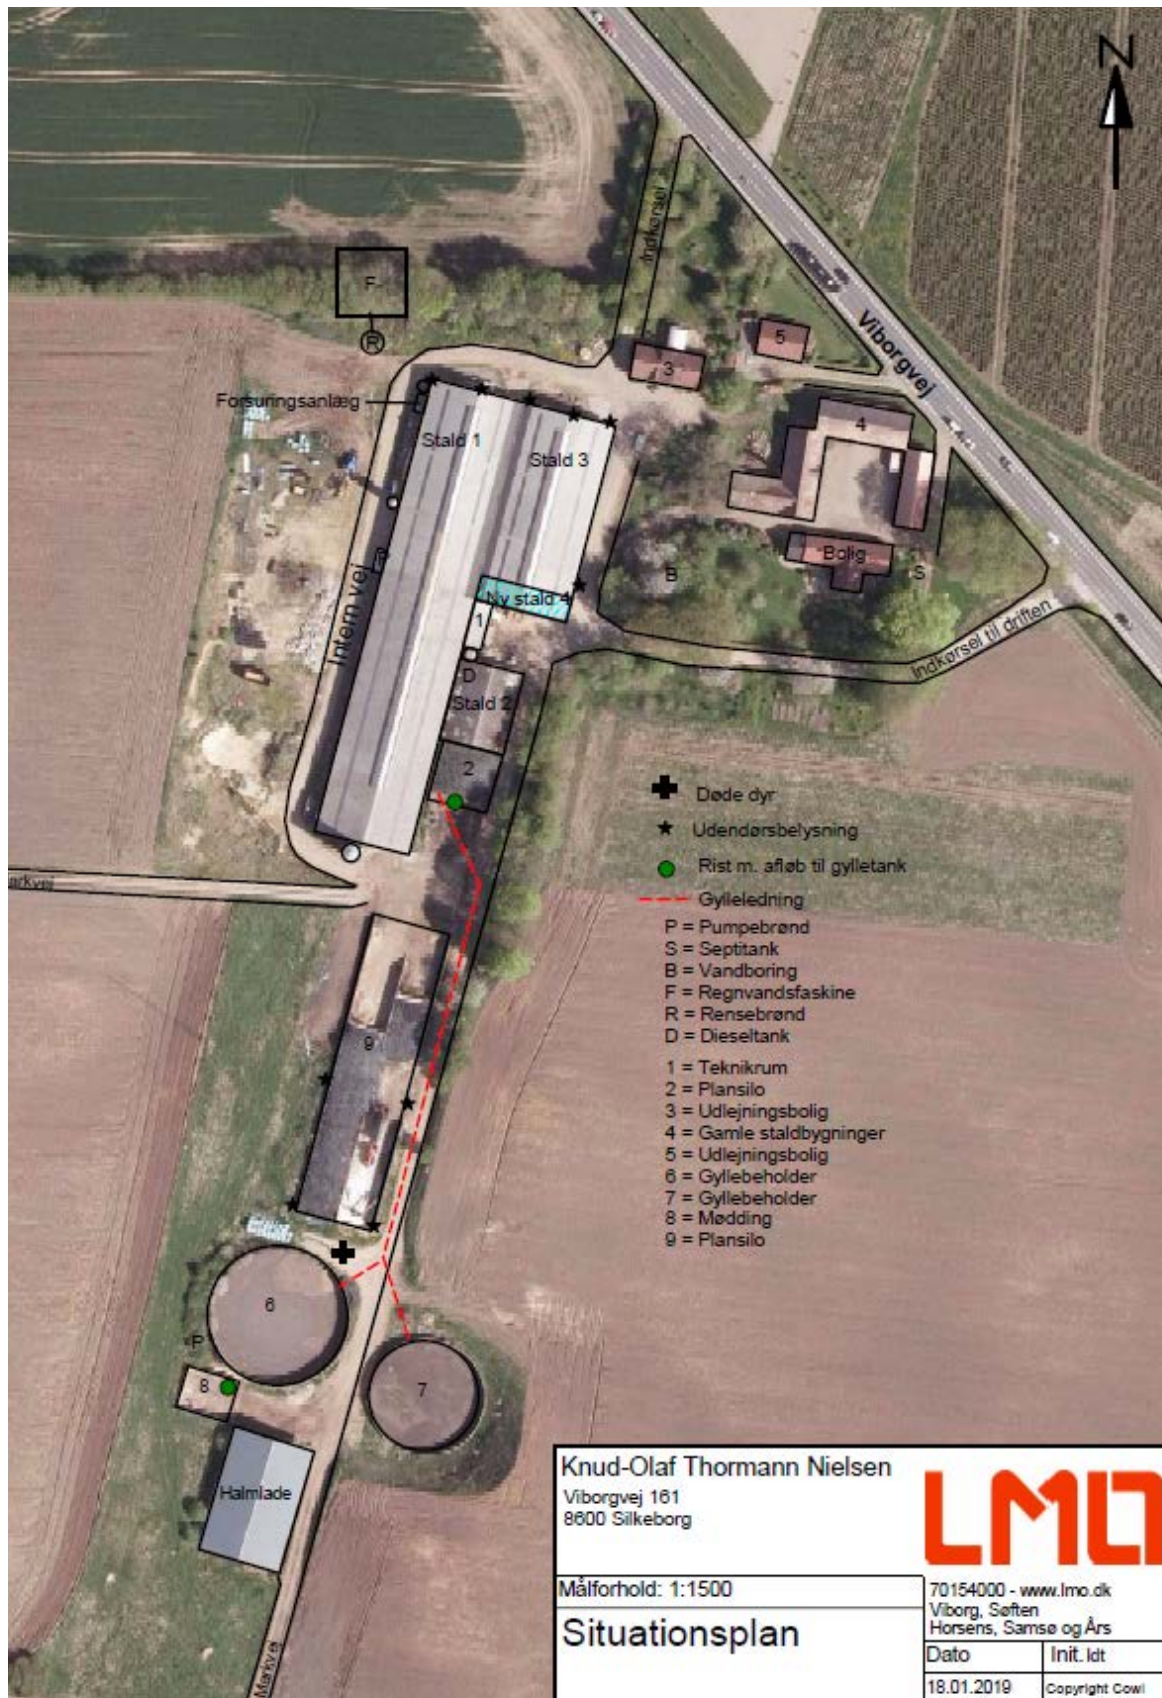 N
Indkørsel
F
R
Viborgvej
5
3
Forsuringsanlæg
4
Stald 1
Stald 3
Bolig
P
B
S
Intern vej
Ny stald 4
1
Indkørsel til driften
D
Stald 2
2
Døde dyr
Udendørsbelysning
Rist m. afløb til gylletank
Gylleledning
P = Pumpebrønd
S = Septitank
B = Vandboring
F = Regnvandsfaskine
R = Rensebrønd
D = Dieseltank
1 = Teknikrum
2 = Plansilo
3 = Udlejningsbolig
4 = Gamle staldbygninger
5 = Udlejningsbolig
6 = Gyllebeholder
7 = Gyllebeholder
8 = Mødding
9 = Plansilo
9
6
P
8
7
Halmlade
Markvej
Knud-Olaf Thormann Nielsen
Viborgvej 161
8600 Silkeborg
LMO
Målforhold: 1:1500
70154000 - www.lmo.dk
Viborg, Søften
Horsens, Samsø og Års
Situationsplan
Dato
Init. ldt
18.01.2019
Copyright Cowi